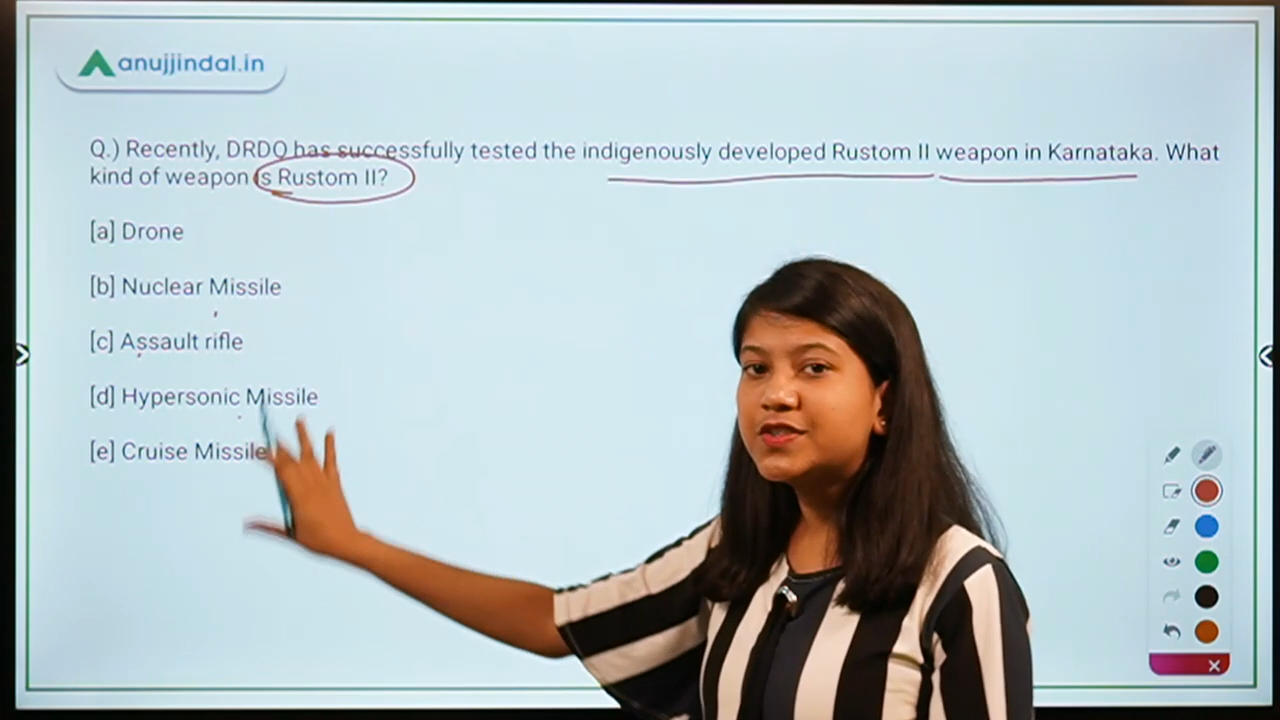 anujjindal.in
Q.) Recently, DRDO has successfully tested the indigenously developed Rustom II weapon in Karnataka. What
kind of weapon is Rustom II?
[a] Drone
[b] Nuclear Missile
[c] Assault rifle
[d] Hypersonic Missile
[e] Cruise Missile